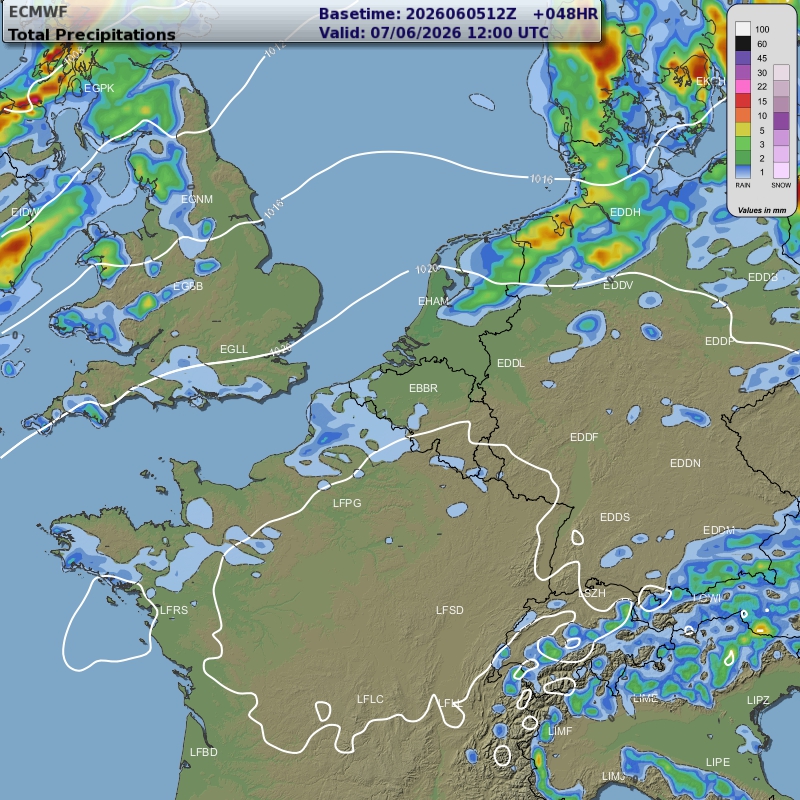 ECMWF
Basetime: 2026060512Z +048HR
Total Precipitations
Valid: 07/06/2026 12:00 UTC
100
60
45
30
22
15
10
5
3
2
1
RAIN
SNOW
Values in mm
EGPK
EIDW
EGNM
EGBB
EGLL
1016
1016
1020
1020
EDDH
EDDV
EDDB
EDDP
EHAM
EDDL
EBBR
EDDF
EDDN
LFPG
EDDS
EDDM
LFRS
LFSD
LSZH
LFLC
LFBD
LIMF
LIME
LIPZ
LIPE